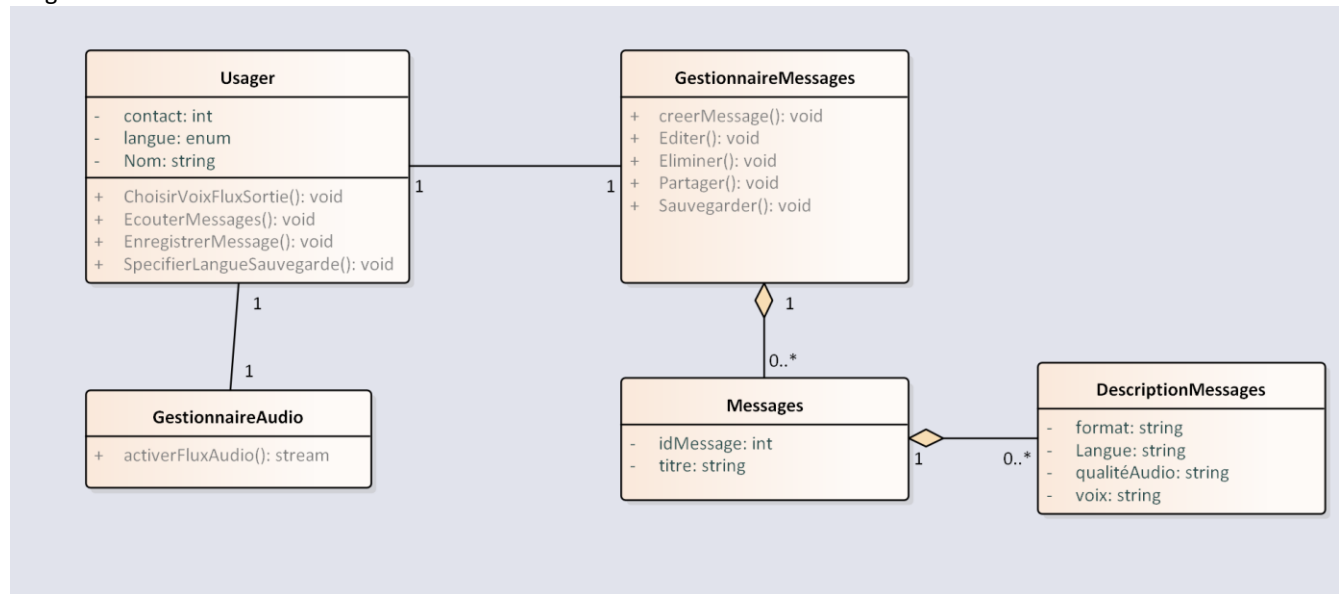 Usager
- contact: int
- langue: enum
- Nom: string
+ ChoisirVoixFluxSortie(): void
+ EcouterMessages(): void
+ EnregistrerMessage(): void
+ SpecifierLangueSauvegarde(): void
GestionnaireMessages
+ creerMessage(): void
+ Editer(): void
+ Eliminer(): void
+ Partager(): void
+ Sauvegarder(): void
1
1
1
1
GestionnaireAudio
+ activerFluxAudio(): stream
1
0..*
Messages
- idMessage: int
- titre: string
1
0..*
DescriptionMessages
- format: string
- Langue: string
- qualitéAudio: string
- voix: string